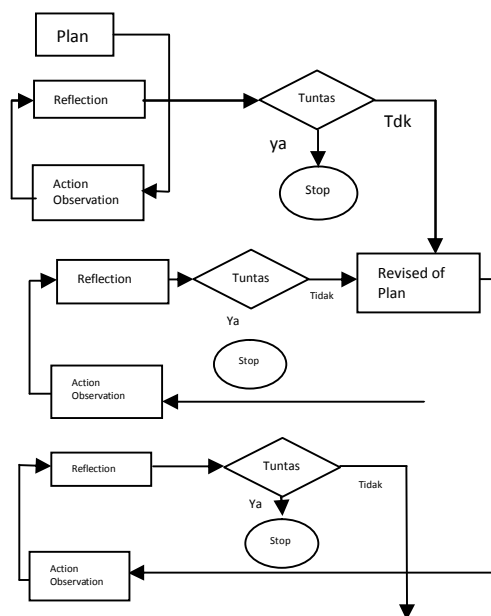 Plan
Reflection
Tuntas
Tdk
ya
Action
Observation
Stop
Reflection
Tuntas
Tidak
Revised of
Plan
Ya
Stop
Action
Observation
Reflection
Tuntas
Tidak
Ya
Stop
Action
Observation